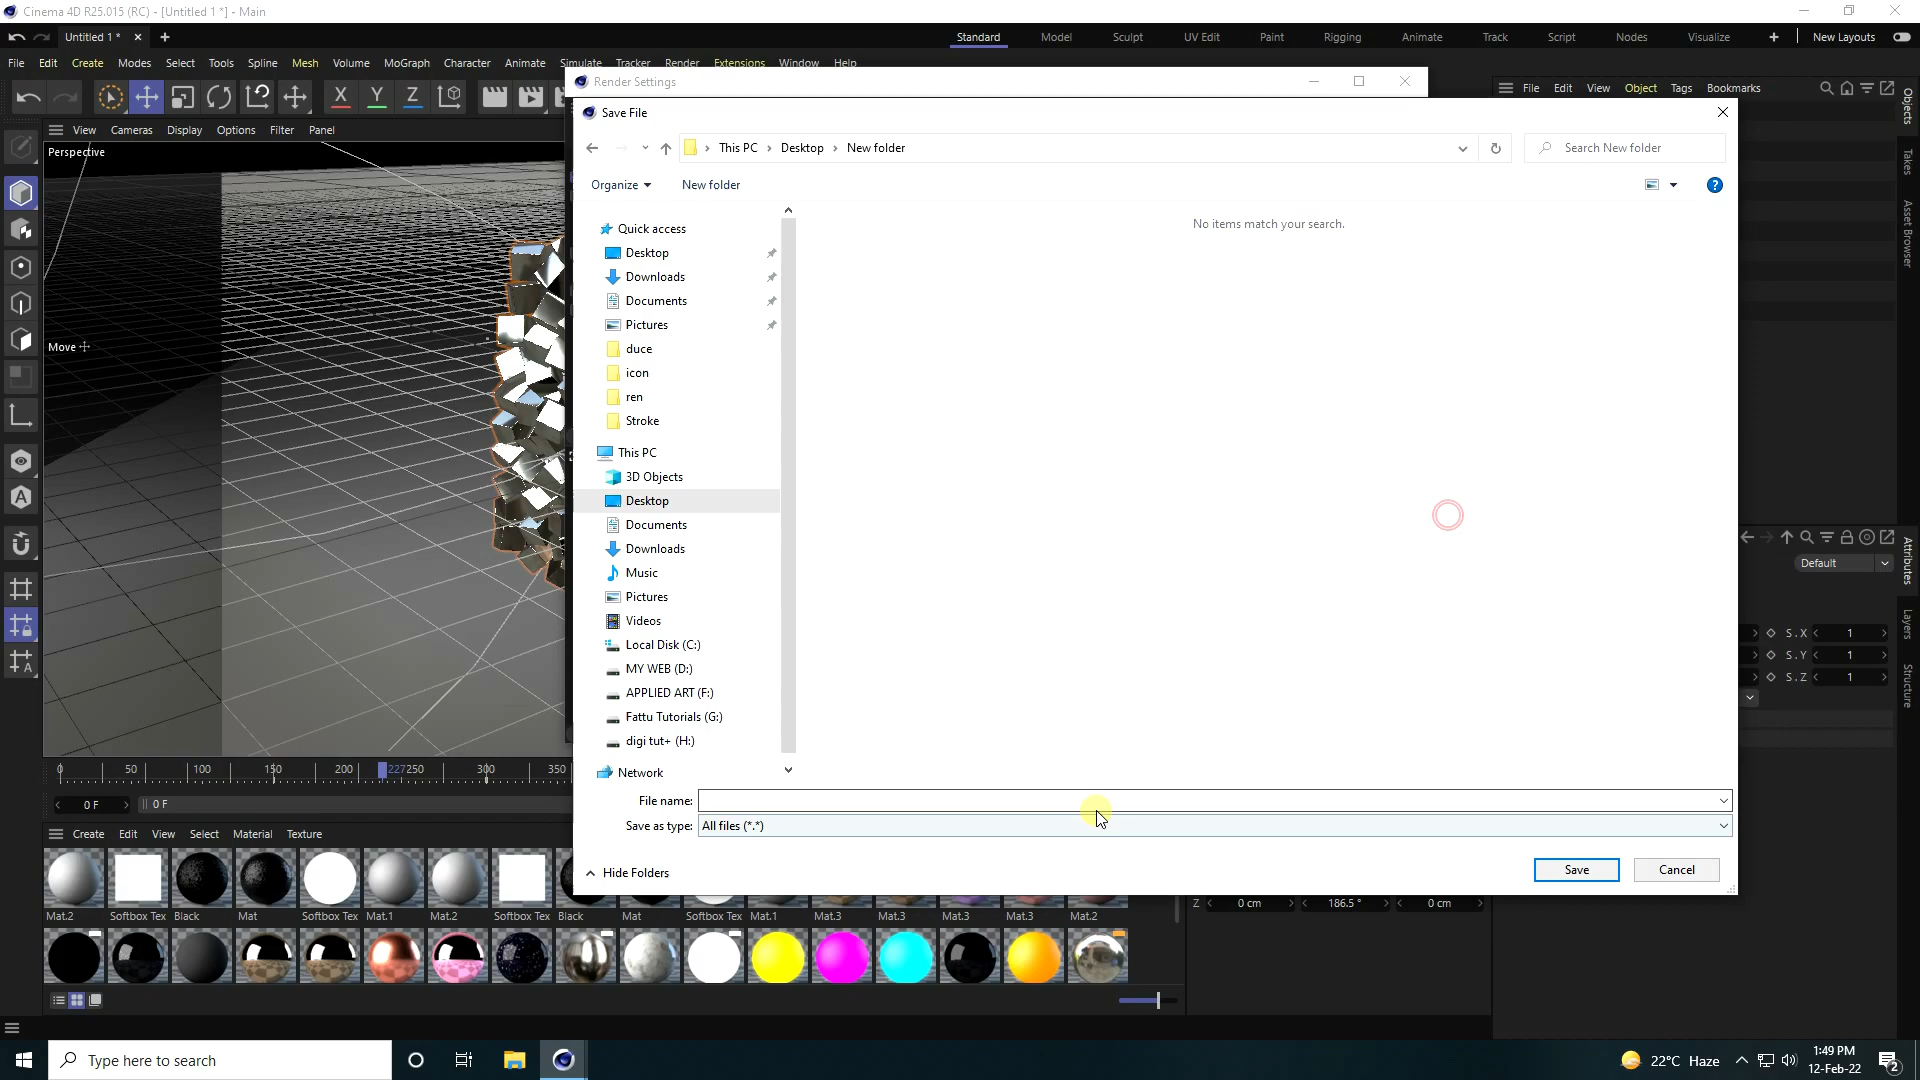 Cinema 4D R25.015 (RC) - [Untitled 1 *] - Main
Untitled 1 *
Standard Model Sculpt UV Edit Paint Rigging Animate Track Script Nodes Visualize New Layouts
File Edit Create Modes Select Tools Spline Mesh Volume MoGraph Character Animate Simulate Tracker Render Extensions Window Help
Render Settings
X Y Z
File Edit View Object Tags Bookmarks
Save File
View Cameras Display Options Filter Panel
Perspective
This PC > Desktop > New folder
Search New folder
Organize
New folder
No items match your search.
Quick access
Desktop
Downloads
Documents
Pictures
duce
icon
ren
Stroke
This PC
3D Objects
Desktop
Documents
Downloads
Music
Pictures
Videos
Local Disk (C:)
MY WEB (D:)
APPLIED ART (F:)
Fattu Tutorials (G:)
digi tut+ (H:)
Network
Move
Objects
Takes
Asset Browser
Attributes
Layers
Structure
Default
S.X 1
S.Y 1
S.Z 1
0 50 100 150 200 227250 300 350
0 F 0 F
File name:
Save as type: All files (*.*)
Hide Folders
Save
Cancel
Create Edit View Select Material Texture
Mat.2 Softbox Tex Black Mat Softbox Tex Mat.1 Mat.2 Softbox Tex Black Mat Softbox Tex Mat.1 Mat.3 Mat.3 Mat.3 Mat.3 Mat.2
Z 0 cm 186.5 ° 0 cm
Type here to search
22°C Haze
1:49 PM
12-Feb-22
2